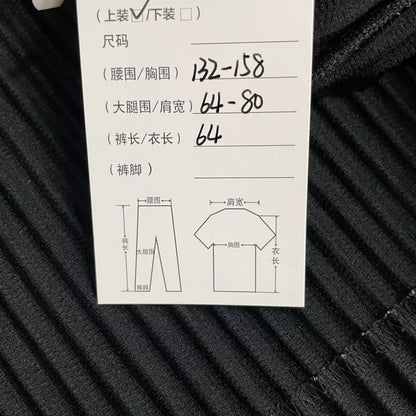 (上装☑/下装□)
尺码
(腰围/胸围) 132-158
(大腿围/肩宽) 64-80
(裤长/衣长) 64
(裤脚)
腰围
肩宽
裤长
大腿围
胸围
衣长
裤脚